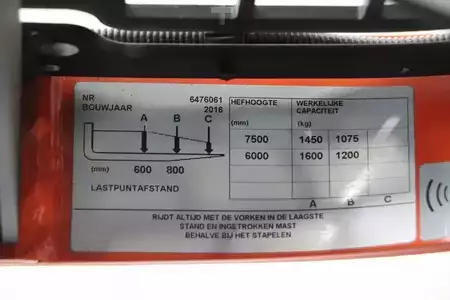 NR 6476061
BOUWJAAR 2016
A B C
(mm) 600 800
LASTPUNTAFSTAND
HEFHOOGTE WERKELIJKE CAPACITEIT
(mm) (kg)
7500 1450 1075
6000 1600 1200
A B C
RIJDT ALTIJD MET DE VORKEN IN DE LAAGSTE
STAND EN INGSTROKKEN MAST
BEHALVE BIJ HET STAPELEN